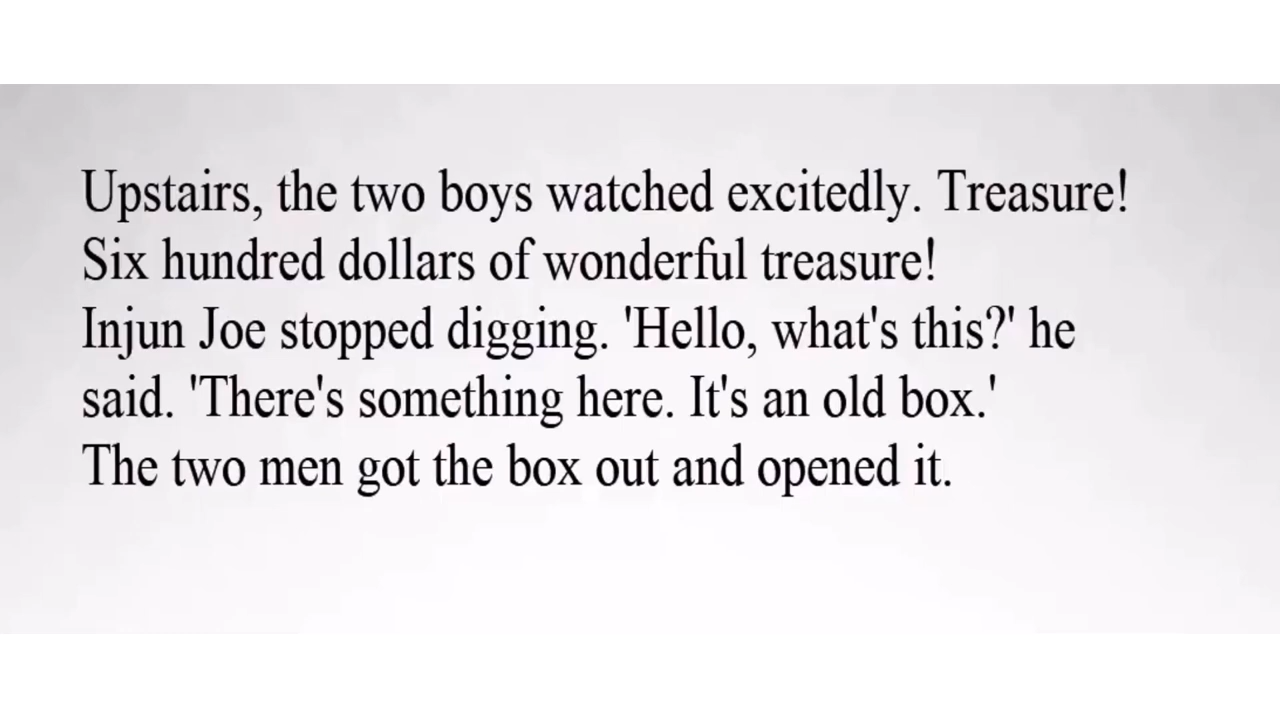 Upstairs, the two boys watched excitedly. Treasure!
Six hundred dollars of wonderful treasure!
Injun Joe stopped digging. 'Hello, what's this?' he
said. 'There's something here. It's an old box.'
The two men got the box out and opened it.